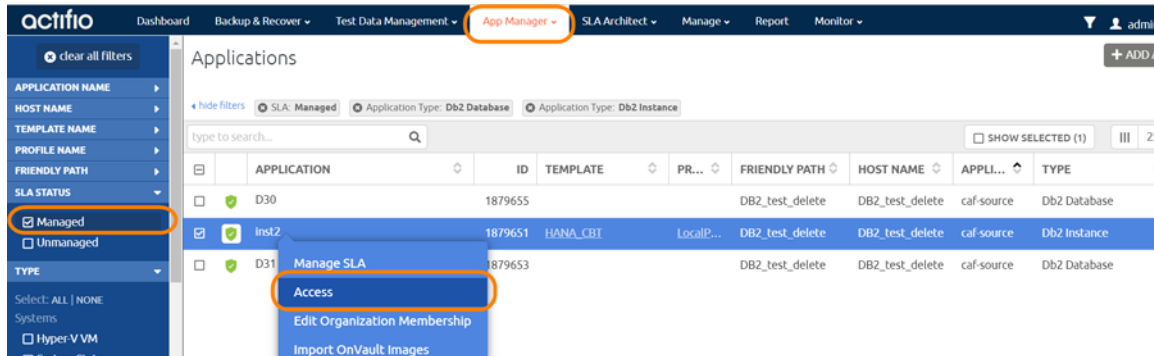 actifio Dashboard Backup & Recover Test Data Management App Manager SLA Architect Manage Report Monitor
clear all filters
APPLICATION NAME
HOST NAME
TEMPLATE NAME
PROFILE NAME
FRIENDLY PATH
SLA STATUS
Managed
Unmanaged
TYPE
Select: ALL | NONE
Systems
Hyper-V VM
Applications
+ ADD
hide filters SLA: Managed Application Type: Db2 Database Application Type: Db2 Instance
type to search... SHOW SELECTED (1)
APPLICATION ID TEMPLATE PR... FRIENDLY PATH HOST NAME APPLI... TYPE
D30 1879655 DB2_test_delete DB2_test_delete caf-source Db2 Database
inst2 1879651 HANA_CBT LocalP... DB2_test_delete DB2_test_delete caf-source Db2 Instance
D31 1879653 DB2_test_delete DB2_test_delete caf-source Db2 Database
Manage SLA
Access
Edit Organization Membership
Import OnVault Images